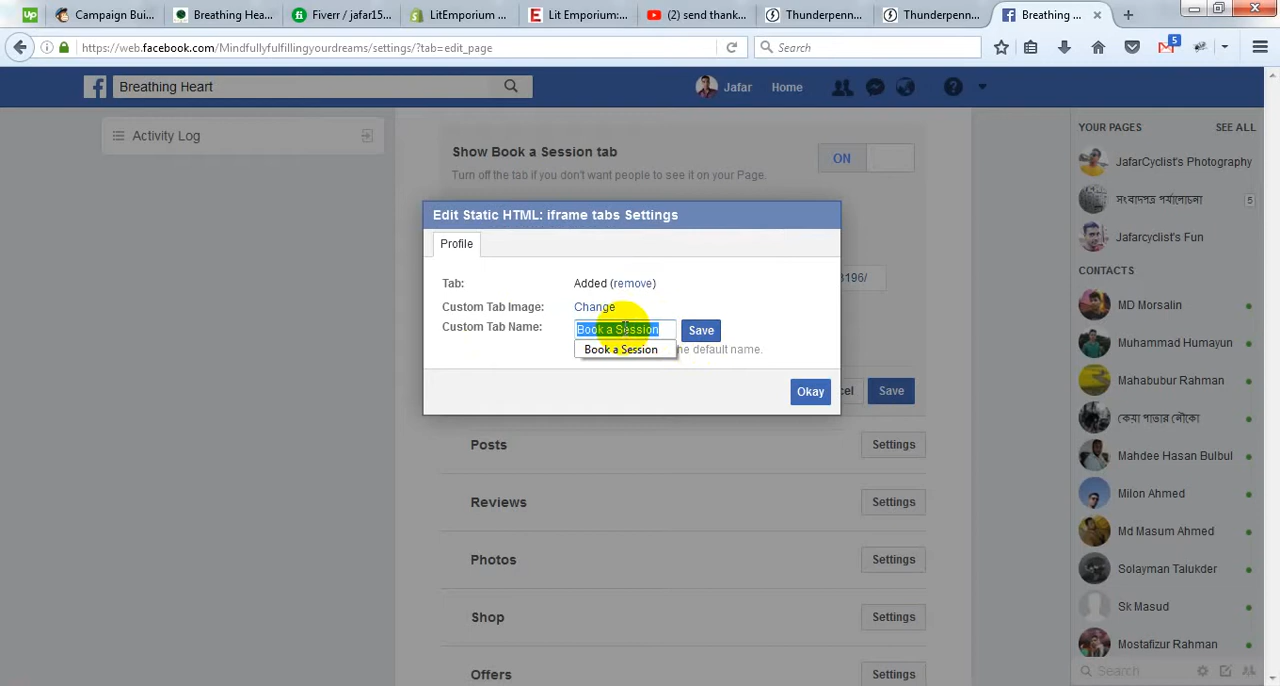 Campaign Bui...
Breathing Hea...
Fiverr / jafar15...
LitEmporium ...
Lit Emporium:...
(2) send thank...
Thunderpenn...
Thunderpenn...
Breathing ...
https://web.facebook.com/Mindfullyfulfillingyourdreams/settings/?tab=edit_page
Search
5
Breathing Heart
Jafar
Home
Activity Log
Show Book a Session tab
ON
Turn off the tab if you don't want people to see it on your Page.
Edit Static HTML: iframe tabs Settings
Profile
Tab:
Added (remove)
Custom Tab Image:
Change
Custom Tab Name:
Book a Session
Save
Book a Session
he default name.
Okay
3196/
cel
Save
Posts
Settings
Reviews
Settings
Photos
Settings
Shop
Settings
Offers
Settings
YOUR PAGES
SEE ALL
JafarCyclist's Photography
সংবাদপত্র পর্যালোচনা
5
Jafarcyclist's Fun
CONTACTS
MD Morsalin
Muhammad Humayun
Mahabubur Rahman
কেয়া পাতার নৌকো
Mahdee Hasan Bulbul
Milon Ahmed
Md Masum Ahmed
Solayman Talukder
Sk Masud
Mostafizur Rahman
Search